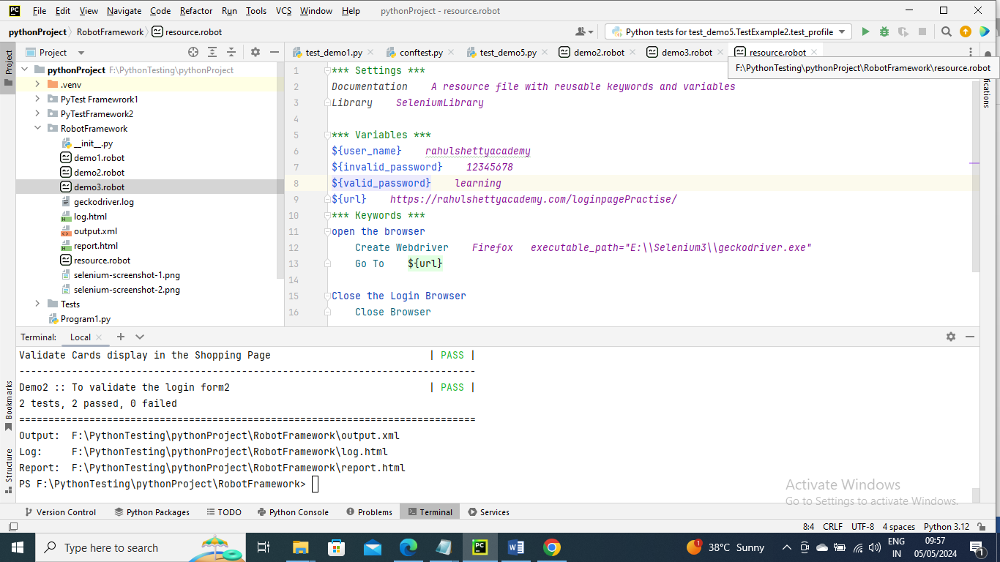 File Edit View Navigate Code Refactor Run Tools VCS Window Help pythonProject - resource.robot
pythonProject RobotFramework resource.robot Python tests for test_demo5.TestExample2.test_profile
Project test_demo1.py conftest.py test_demo5.py demo2.robot demo3.robot resource.robot
F:\PythonTesting\pythonProject\RobotFramework\resource.robot
Project
pythonProject F:\PythonTesting\pythonProject
.venv
PyTest Framewrork1
PyTestFramework2
RobotFramework
__init__.py
demo1.robot
demo2.robot
demo3.robot
geckodriver.log
log.html
output.xml
report.html
resource.robot
selenium-screenshot-1.png
selenium-screenshot-2.png
Tests
Program1.py
1 *** Settings ***
2 Documentation    A resource file with reusable keywords and variables
3 Library    SeleniumLibrary
4
5 *** Variables ***
6 ${user_name}    rahulshettyacademy
7 ${invalid_password}    12345678
8 ${valid_password}    learning
9 ${url}    https://rahulshettyacademy.com/loginpagePractise/
10 *** Keywords ***
11 open the browser
12     Create Webdriver    Firefox   executable_path="E:\\Selenium3\\geckodriver.exe"
13     Go To    ${url}
14
15 Close the Login Browser
16     Close Browser
Terminal: Local
Validate Cards display in the Shopping Page                           | PASS |
------------------------------------------------------------------------------
Demo2 :: To validate the login form2                                  | PASS |
2 tests, 2 passed, 0 failed
==============================================================================
Output:  F:\PythonTesting\pythonProject\RobotFramework\output.xml
Log:     F:\PythonTesting\pythonProject\RobotFramework\log.html
Report:  F:\PythonTesting\pythonProject\RobotFramework\report.html
PS F:\PythonTesting\pythonProject\RobotFramework>
Bookmarks
Structure
Activate Windows
Go to Settings to activate Windows.
Version Control Python Packages TODO Python Console Problems Terminal Services
8:4 CRLF UTF-8 4 spaces Python 3.12
Type here to search 38°C Sunny ENG 09:57
IN 05/05/2024 1